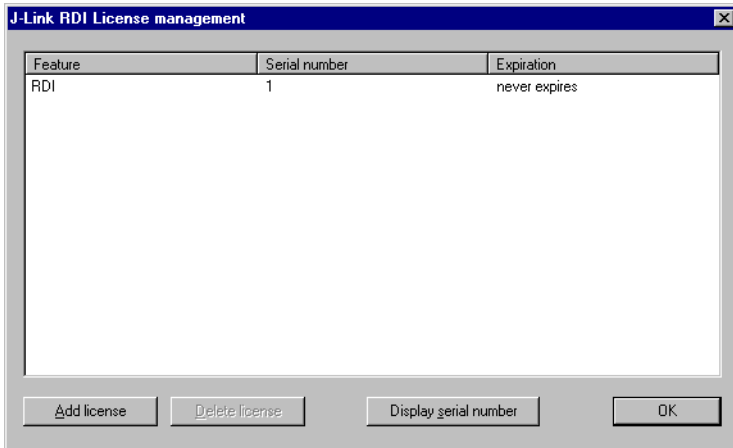 J-Link RDI License management
Feature Serial number Expiration
RDI 1 never expires
Add license Delete license Display serial number OK